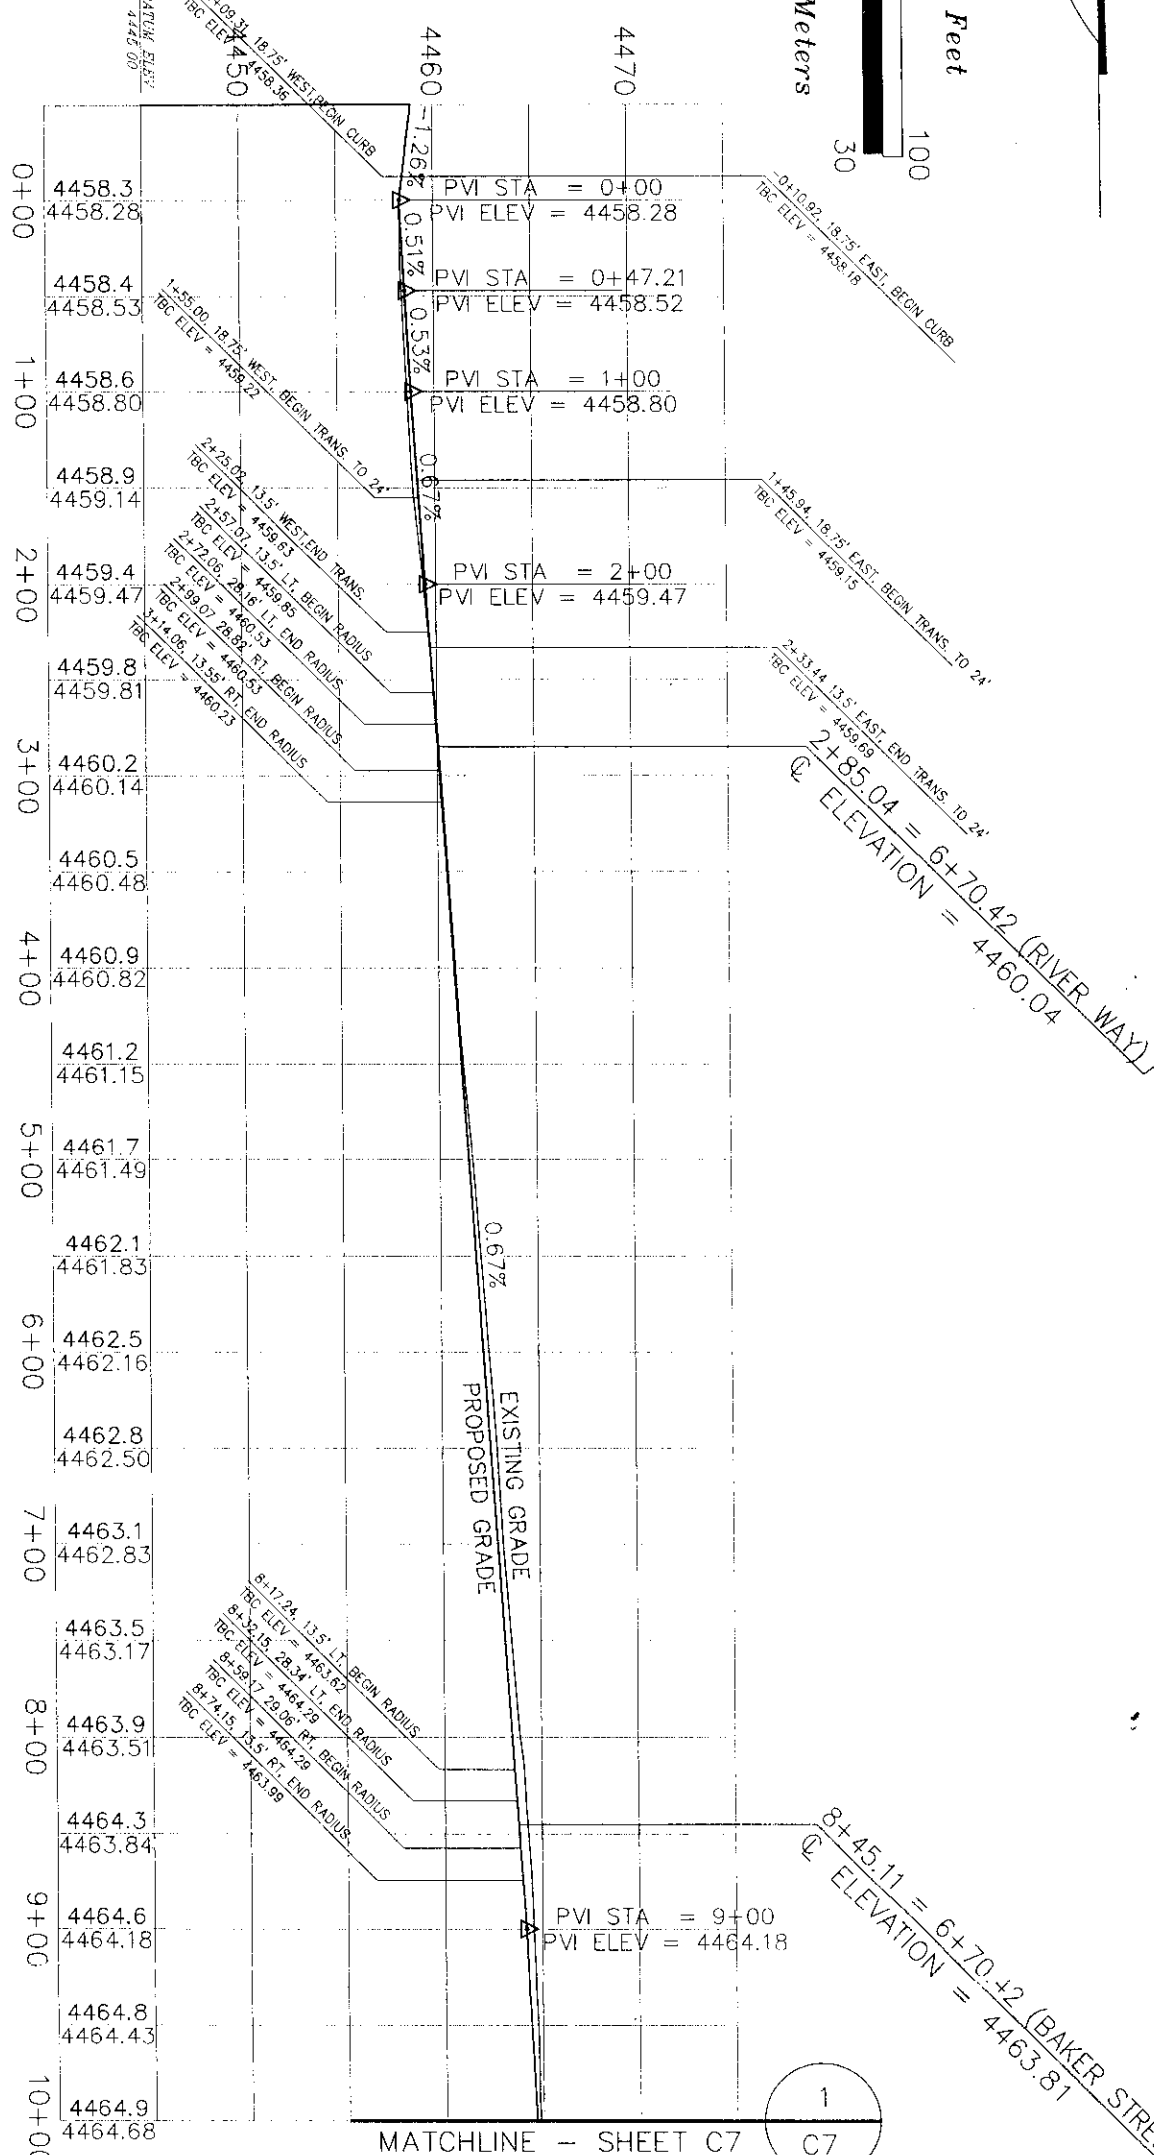 Feet
Meters
100
30
4470
4460
4450
4445.00
TBC ELEV = 4458.36
18.75' WEST, BEGIN CURB
-0+10.92, 18.75' EAST, BEGIN CURB
TBC ELEV = 4458.18
-1.26%
PVI STA = 0+00
PVI ELEV = 4458.28
0.51%
PVI STA = 0+47.21
PVI ELEV = 4458.52
0.53%
PVI STA = 1+00
PVI ELEV = 4458.80
0.67%
1+55.00, 18.75' WEST, BEGIN TRANS. TO 24'
TBC ELEV = 4459.22
1+45.94, 18.75' EAST, BEGIN TRANS. TO 24'
TBC ELEV = 4459.15
PVI STA = 2+00
PVI ELEV = 4459.47
2+25.02, 13.5' WEST, END TRANS.
TBC ELEV = 4459.63
2+57.07, 13.5' LT, BEGIN RADIUS
TBC ELEV = 4459.85
2+72.06, 28.16' LT, END RADIUS
TBC ELEV = 4460.53
2+99.07 28.82' RT, BEGIN RADIUS
TBC ELEV = 4460.53
3+14.06, 13.55' RT, END RADIUS
TBC ELEV = 4460.23
2+33.44 13.5' EAST, END TRANS. TO 24'
TBC ELEV = 4459.69
2+85.04 = 6+70.42 (RIVER WAY)
℄ ELEVATION = 4460.04
0.67%
EXISTING GRADE
PROPOSED GRADE
8+17.24, 13.5' LT, BEGIN RADIUS
TBC ELEV = 4463.62
8+32.15, 28.34' LT, END RADIUS
TBC ELEV = 4464.29
8+59.17 29.06' RT, BEGIN RADIUS
TBC ELEV = 4464.29
8+74.15, 13.5' RT, END RADIUS
TBC ELEV = 4463.99
8+45.11 = 6+70.42 (BAKER
℄ ELEVATION = 4463.81
PVI STA = 9+00
PVI ELEV = 4464.18
4458.3
4458.28
0+00
4458.4
4458.53
4458.6
4458.80
1+00
4458.9
4459.14
4459.4
4459.47
2+00
4459.8
4459.81
4460.2
4460.14
3+00
4460.5
4460.48
4460.9
4460.82
4+00
4461.2
4461.15
4461.7
4461.49
5+00
4462.1
4461.83
4462.5
4462.16
6+00
4462.8
4462.50
4463.1
4462.83
7+00
4463.5
4463.17
4463.9
4463.51
8+00
4464.3
4463.84
4464.6
4464.18
9+00
4464.8
4464.43
4464.9
4464.68
10+00
MATCHLINE - SHEET C7
1
C7